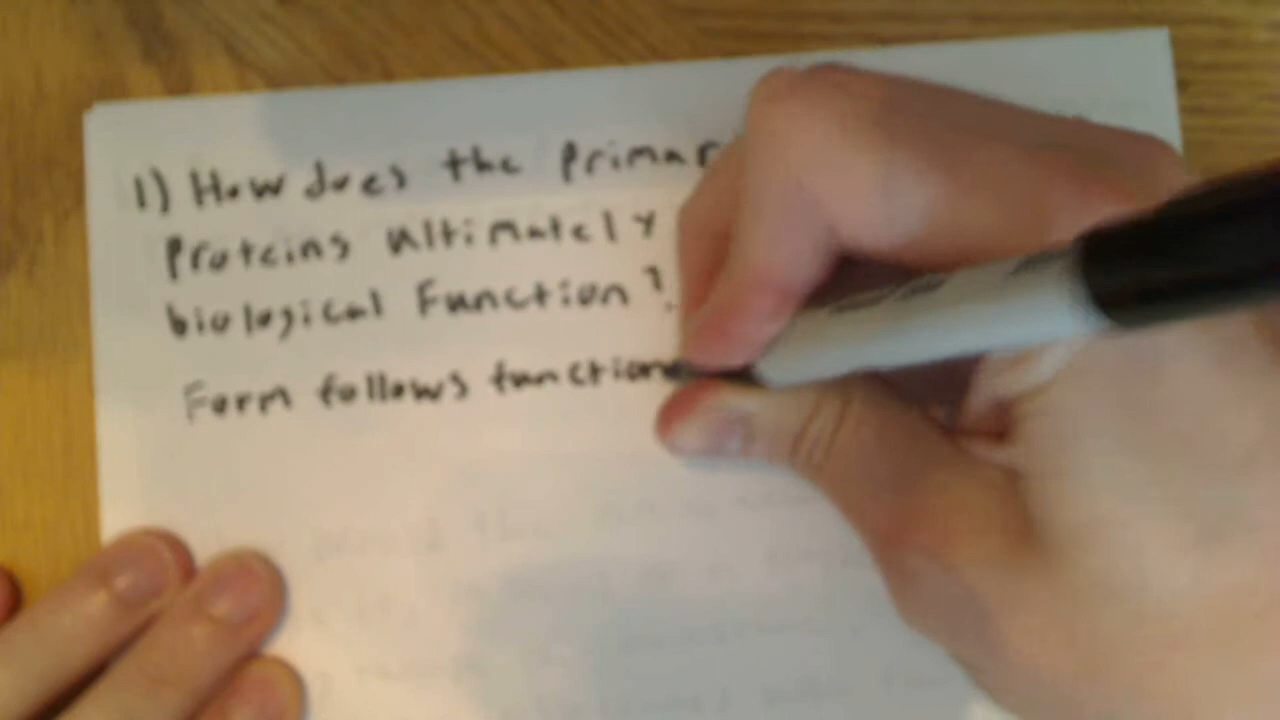 1) How does the Primar
Proteins Ultimately
biological Function?
Form follows function